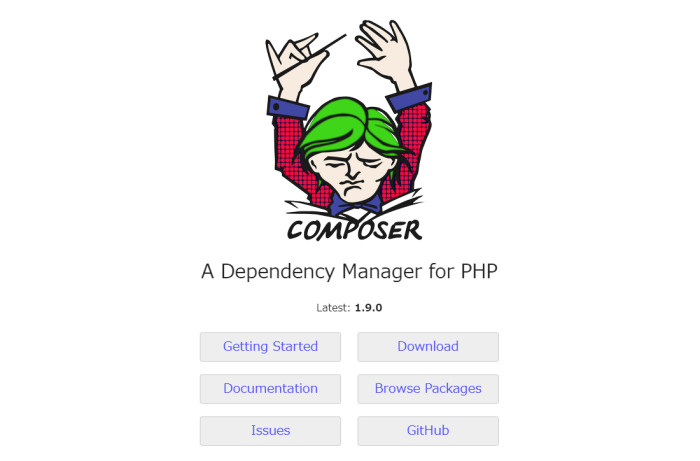 COMPOSER
A Dependency Manager for PHP
Latest: 1.9.0
Getting Started
Download
Documentation
Browse Packages
Issues
GitHub